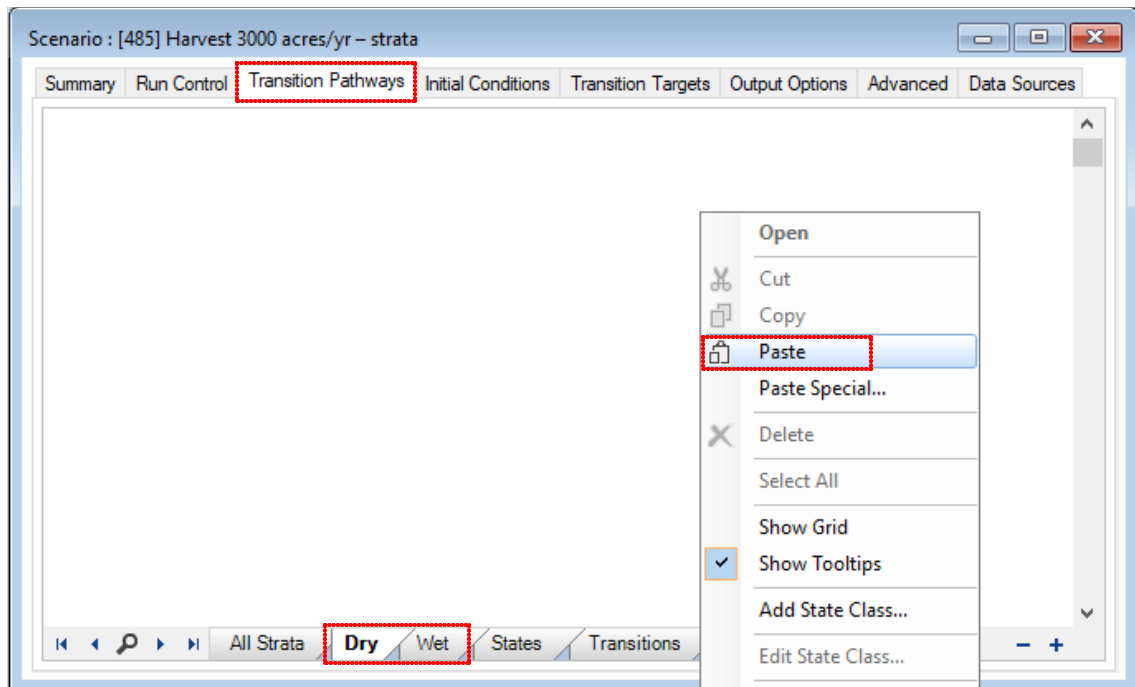 Scenario : [485] Harvest 3000 acres/yr – strata
Summary Run Control Transition Pathways Initial Conditions Transition Targets Output Options Advanced Data Sources
Open
Cut
Copy
Paste
Paste Special...
Delete
Select All
Show Grid
Show Tooltips
Add State Class...
All Strata Dry Wet States Transitions
Edit State Class...